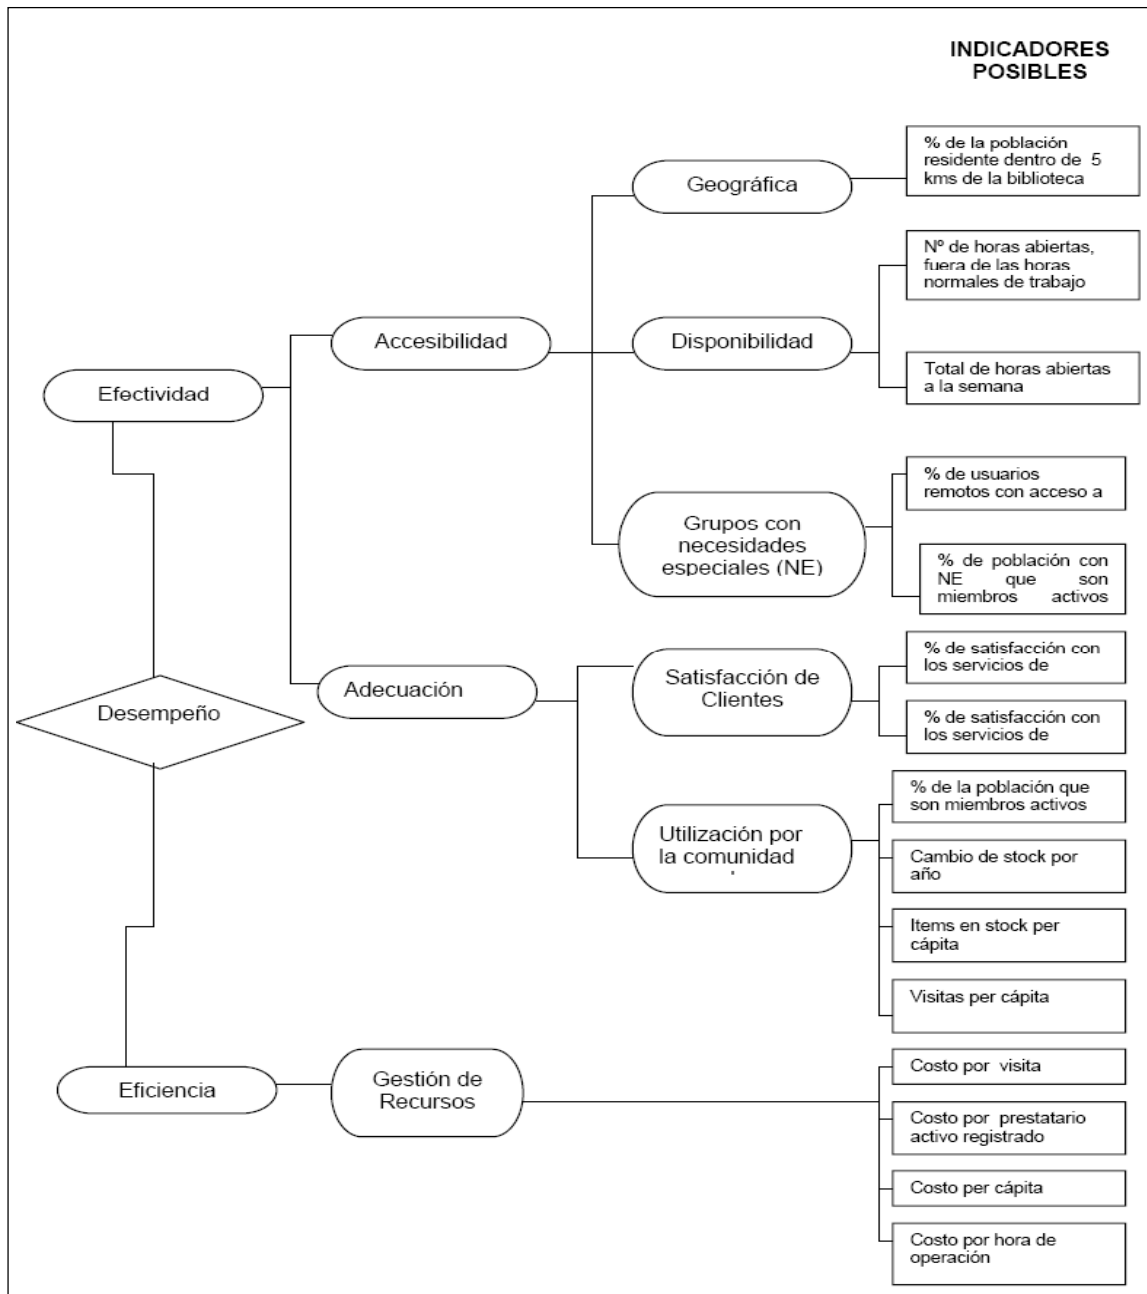 INDICADORES
POSIBLES
% de la población
residente dentro de 5
kms de la biblioteca
Geográfica
Nº de horas abiertas,
fuera de las horas
normales de trabajo
Accesibilidad
Disponibilidad
Total de horas abiertas
a la semana
Efectividad
% de usuarios
remotos con acceso a
Grupos con
necesidades
especiales (NE)
% de población con
NE que son
miembros activos
% de satisfacción con
los servicios de
Adecuación
Satisfacción de
Clientes
Desempeño
% de satisfacción con
los servicios de
% de la población que
son miembros activos
Utilización por
la comunidad
Cambio de stock por
año
Items en stock per
cápita
Visitas per cápita
Costo por visita
Eficiencia
Gestión de
Recursos
Costo por prestatario
activo registrado
Costo per cápita
Costo por hora de
operación